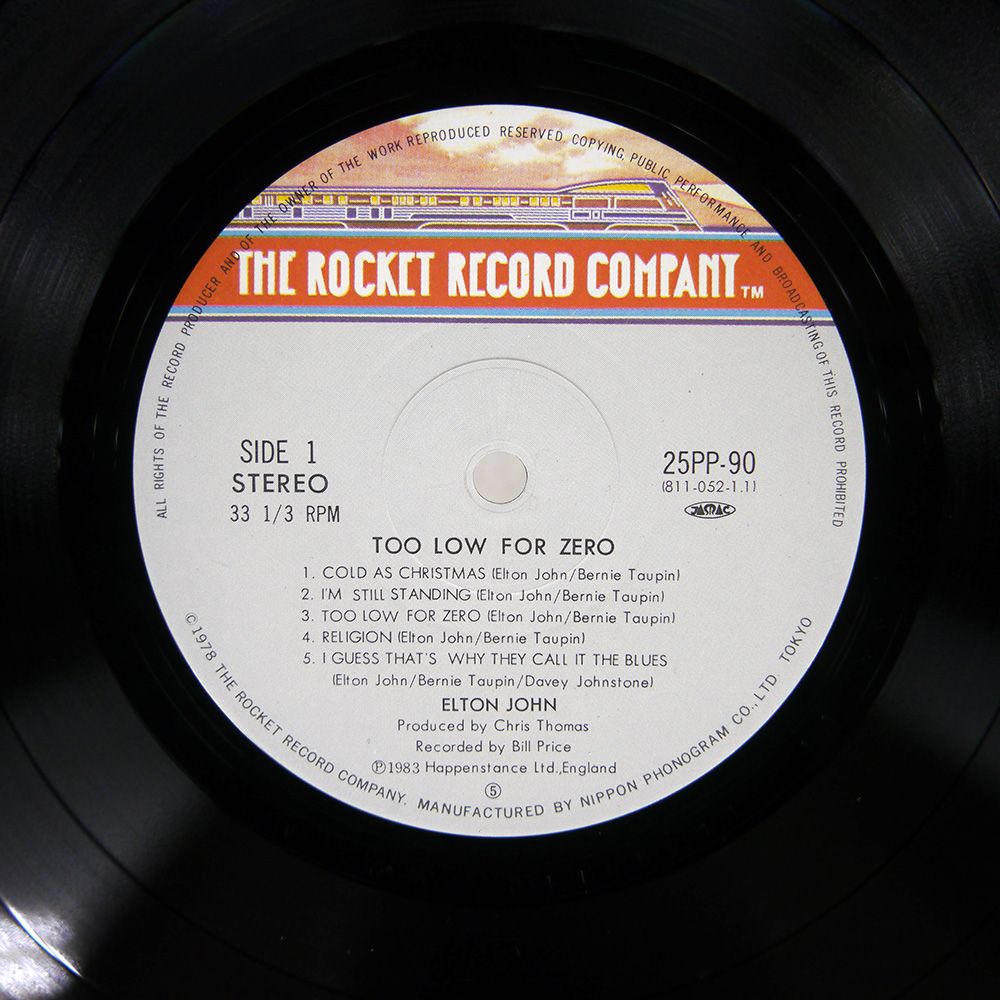 ALL RIGHTS OF THE RECORD PRODUCER AND OF THE OWNER OF THE WORK REPRODUCED RESERVED. COPYING, PUBLIC PERFORMANCE AND BROADCASTING OF THIS RECORD PROHIBITED
THE ROCKET RECORD COMPANY TM
SIDE 1
STEREO
33 1/3 RPM
25PP-90
(811-052-1.1)
JASRAC
TOO LOW FOR ZERO
1. COLD AS CHRISTMAS (Elton John/Bernie Taupin)
2. I'M STILL STANDING (Elton John/Bernie Taupin)
3. TOO LOW FOR ZERO (Elton John/Bernie Taupin)
4. RELIGION (Elton John/Bernie Taupin)
5. I GUESS THAT'S WHY THEY CALL IT THE BLUES
(Elton John/Bernie Taupin/Davey Johnstone)
ELTON JOHN
Produced by Chris Thomas
Recorded by Bill Price
Ⓟ1983 Happenstance Ltd.,England
⑤
©1978 THE ROCKET RECORD COMPANY. MANUFACTURED BY NIPPON PHONOGRAM CO., LTD TOKYO